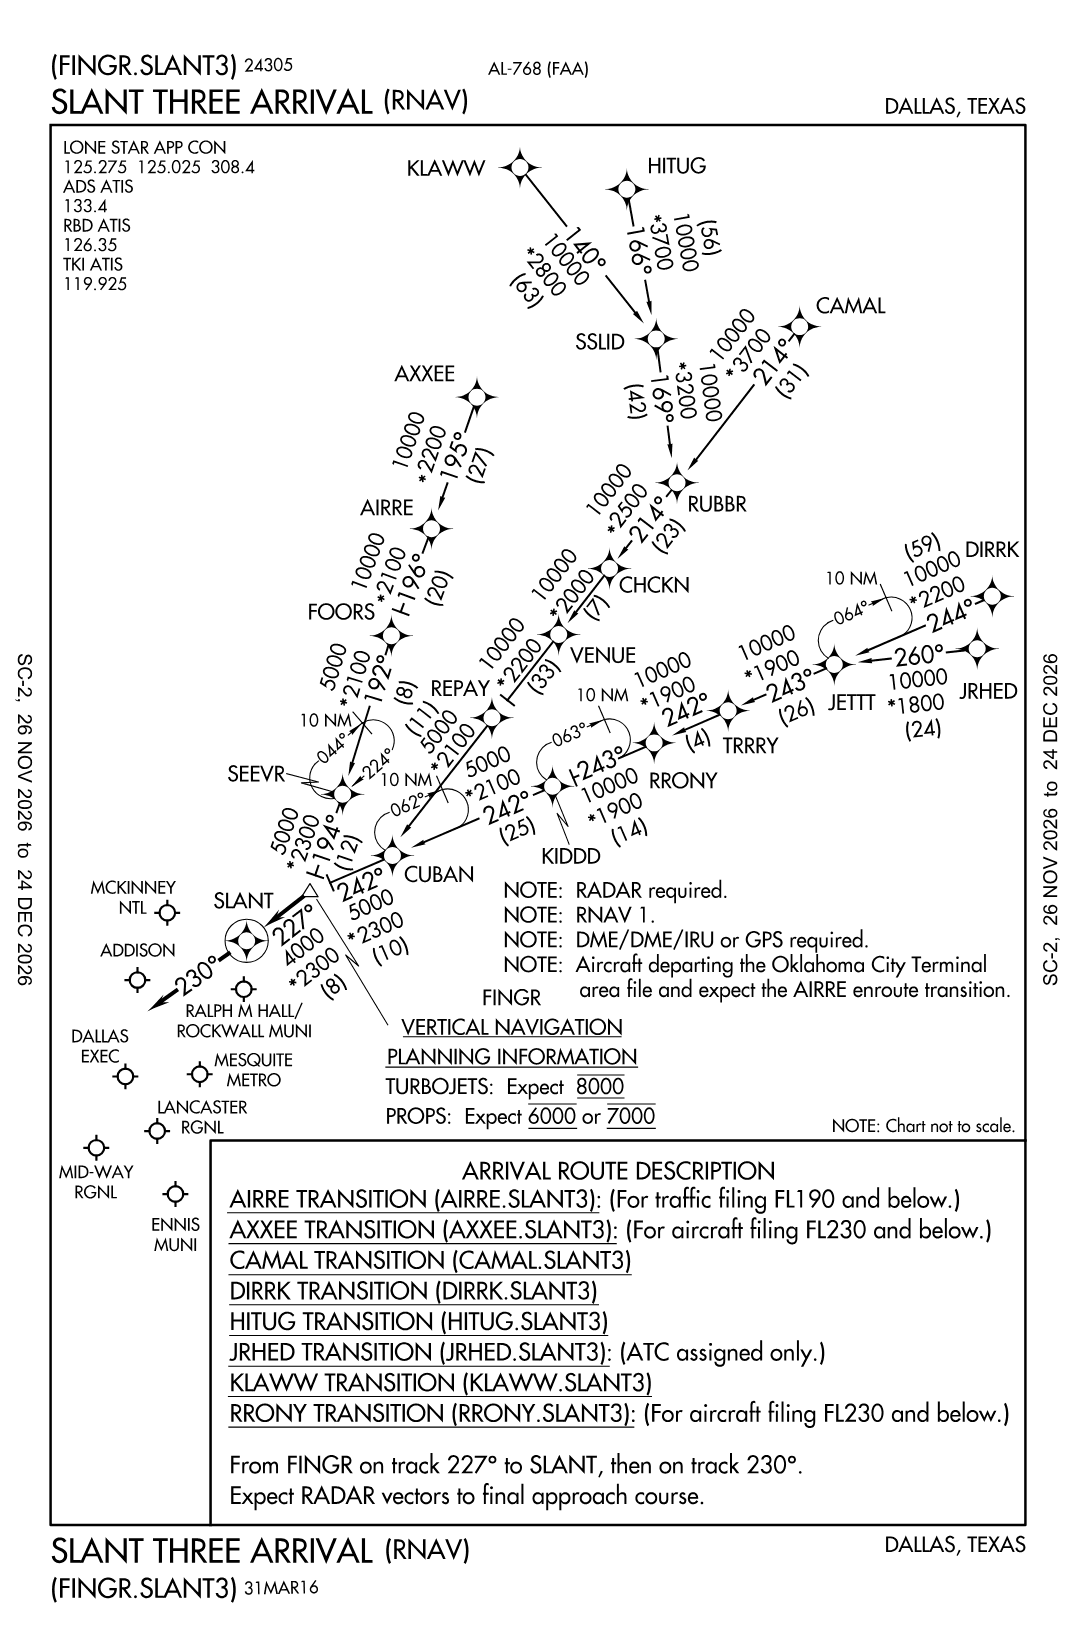 (FINGR.SLANT3) 24305
AL-768 (FAA)
SLANT THREE ARRIVAL (RNAV)
DALLAS, TEXAS
LONE STAR APP CON
125.275 125.025 308.4
ADS ATIS
133.4
RBD ATIS
126.35
TKI ATIS
119.925
KLAWW
HITUG
140°
10000
*2800
(63)
(56)
10000
*3700
166°
SSLID
CAMAL
10000
*3700
214°
(31)
10000
*3200
169°
(42)
AXXEE
10000
*2200
195°
(27)
RUBBR
AIRRE
10000
*2500
214°
(23)
CHCKN
10000
*2100
196°
(20)
FOORS
10000
*2000
(7)
VENUE
DIRRK
(59)
10000
*2200
244°
10 NM
064°
JETTT
260°
10000
*1800
(24)
JRHED
10000
*1900
243°
(26)
TRRRY
10000
*1900
242°
(4)
RRONY
10000
*2200
(33)
REPAY
5000
*2100
192°
(8)
10 NM
044°
224°
SEEVR
(11)
5000
*2100
10 NM
062°
10 NM
063°
243°
10000
*1900
(14)
KIDDD
5000
*2100
242°
(25)
CUBAN
5000
*2300
194°
(12)
242°
5000
*2300
(10)
SLANT
227°
4000
*2300
(8)
230°
MCKINNEY
NTL
ADDISON
RALPH M HALL/
ROCKWALL MUNI
DALLAS
EXEC
MESQUITE
METRO
LANCASTER
RGNL
MID-WAY
RGNL
ENNIS
MUNI
NOTE: RADAR required.
NOTE: RNAV 1.
NOTE: DME/DME/IRU or GPS required.
NOTE: Aircraft departing the Oklahoma City Terminal
area file and expect the AIRRE enroute transition.
FINGR
VERTICAL NAVIGATION
PLANNING INFORMATION
TURBOJETS: Expect 8000
PROPS: Expect 6000 or 7000
NOTE: Chart not to scale.
SC-2, 26 NOV 2026 to 24 DEC 2026
SC-2, 26 NOV 2026 to 24 DEC 2026
ARRIVAL ROUTE DESCRIPTION
AIRRE TRANSITION (AIRRE.SLANT3): (For traffic filing FL190 and below.)
AXXEE TRANSITION (AXXEE.SLANT3): (For aircraft filing FL230 and below.)
CAMAL TRANSITION (CAMAL.SLANT3)
DIRRK TRANSITION (DIRRK.SLANT3)
HITUG TRANSITION (HITUG.SLANT3)
JRHED TRANSITION (JRHED.SLANT3): (ATC assigned only.)
KLAWW TRANSITION (KLAWW.SLANT3)
RRONY TRANSITION (RRONY.SLANT3): (For aircraft filing FL230 and below.)
From FINGR on track 227° to SLANT, then on track 230°.
Expect RADAR vectors to final approach course.
SLANT THREE ARRIVAL (RNAV)
DALLAS, TEXAS
(FINGR.SLANT3) 31MAR16